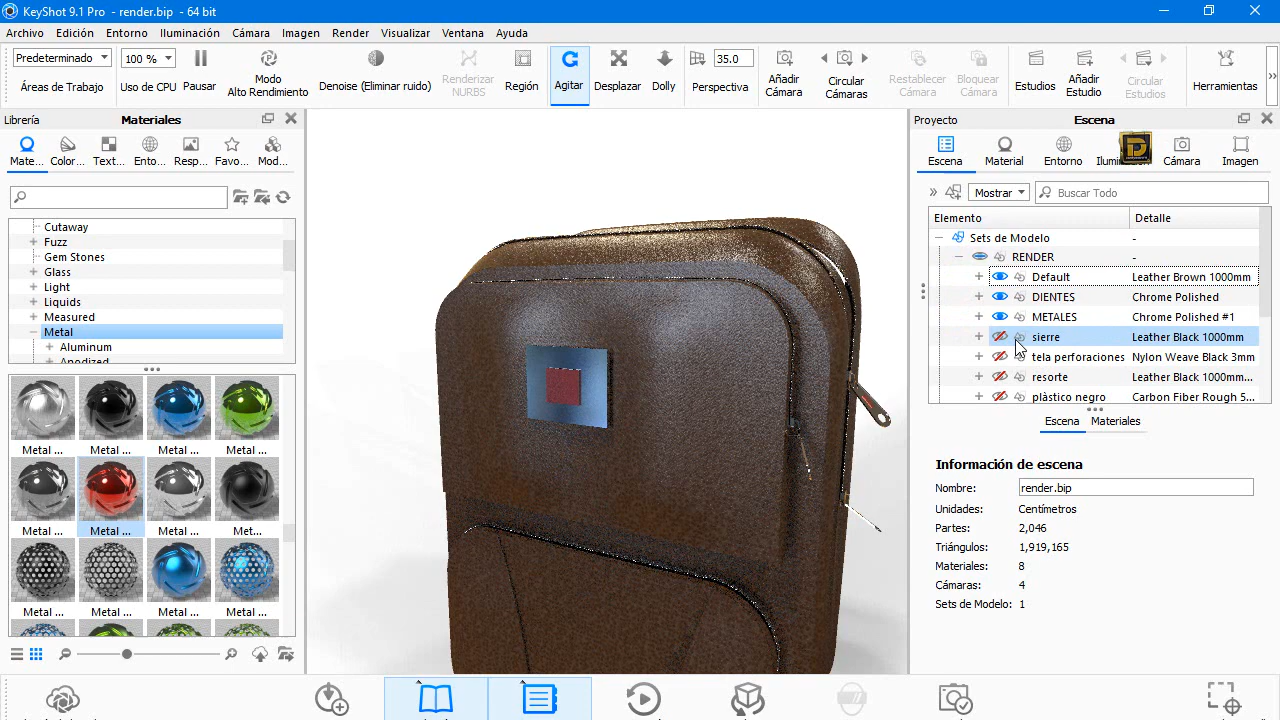 KeyShot 9.1 Pro - render.bip - 64 bit
Archivo Edición Entorno Iluminación Cámara Imagen Render Visualizar Ventana Ayuda
Predeterminado 100 % 35.0
Áreas de Trabajo Uso de CPU Pausar Modo Alto Rendimiento Denoise (Eliminar ruido) Renderizar NURBS Región Agitar Desplazar Dolly Perspectiva Añadir Cámara Circular Cámaras Restablecer Cámara Bloquear Cámara Estudios Añadir Estudio Circular Estudios Herramientas
Librería Materiales
Mate... Color... Text... Ento... Resp... Favo... Mod...
Cutaway
Fuzz
Gem Stones
Glass
Light
Liquids
Measured
Metal
Aluminum
Anodized
Metal ... Metal ... Metal ... Metal ...
Metal ... Metal ... Metal ... Met...
Metal ... Metal ... Metal ... Metal ...
Proyecto Escena
Escena Material Entorno Cámara Imagen
Mostrar Buscar Todo
Elemento Detalle
Sets de Modelo -
RENDER -
Default Leather Brown 1000mm
DIENTES Chrome Polished
METALES Chrome Polished #1
sierre Leather Black 1000mm
tela perforaciones Nylon Weave Black 3mm
resorte Leather Black 1000mm...
plàstico negro Carbon Fiber Rough 5...
Escena Materiales
Información de escena
Nombre: render.bip
Unidades: Centímetros
Partes: 2,046
Triángulos: 1,919,165
Materiales: 8
Cámaras: 4
Sets de Modelo: 1